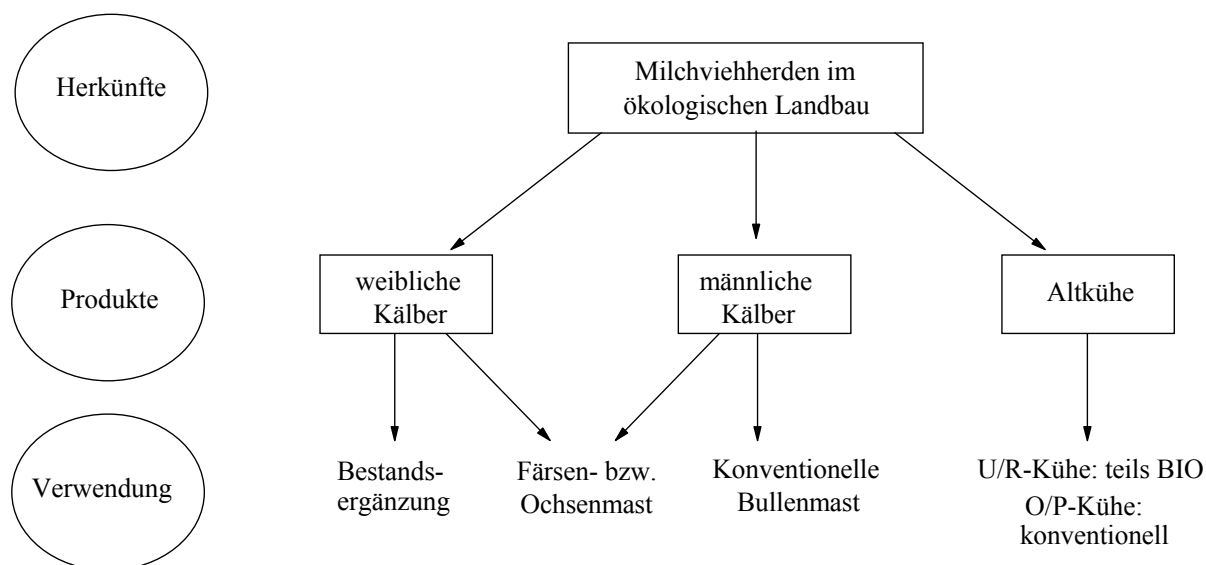 Herkünfte
Milchviehherden im
ökologischen Landbau
Produkte
weibliche
Kälber
männliche
Kälber
Altkühe
Verwendung
Bestands-
ergänzung
Färsen- bzw.
Ochsenmast
Konventionelle
Bullenmast
U/R-Kühe: teils BIO
O/P-Kühe:
konventionell